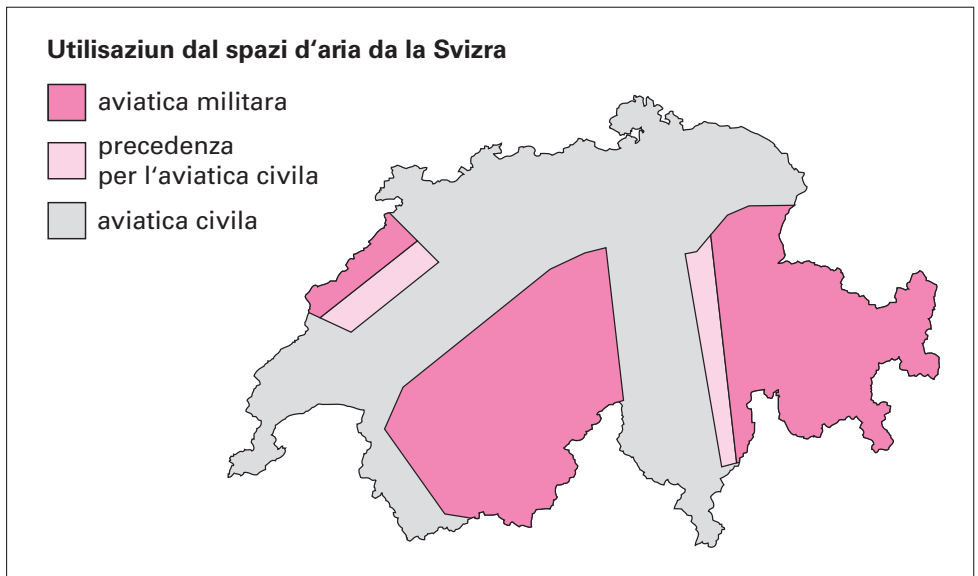 Utilisaziun dal spazi d‘aria da la Svizra
aviatica militara
precedenza
per l‘aviatica civila
aviatica civila